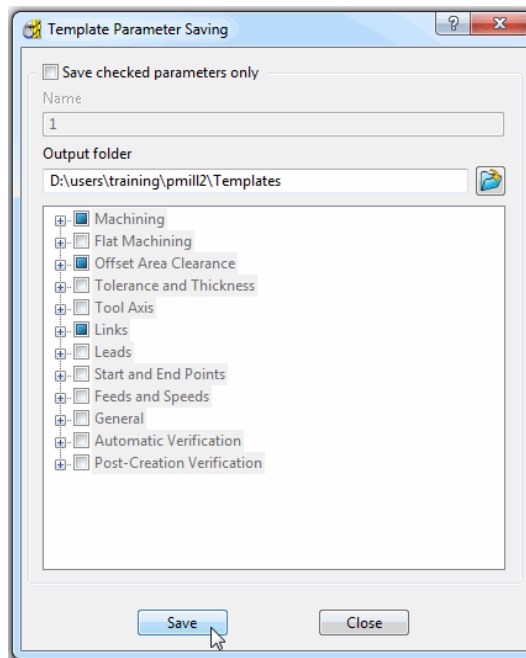 Template Parameter Saving
?
Save checked parameters only
Name
1
Output folder
D:\users\training\pmill2\Templates
Machining
Flat Machining
Offset Area Clearance
Tolerance and Thickness
Tool Axis
Links
Leads
Start and End Points
Feeds and Speeds
General
Automatic Verification
Post-Creation Verification
Save Close